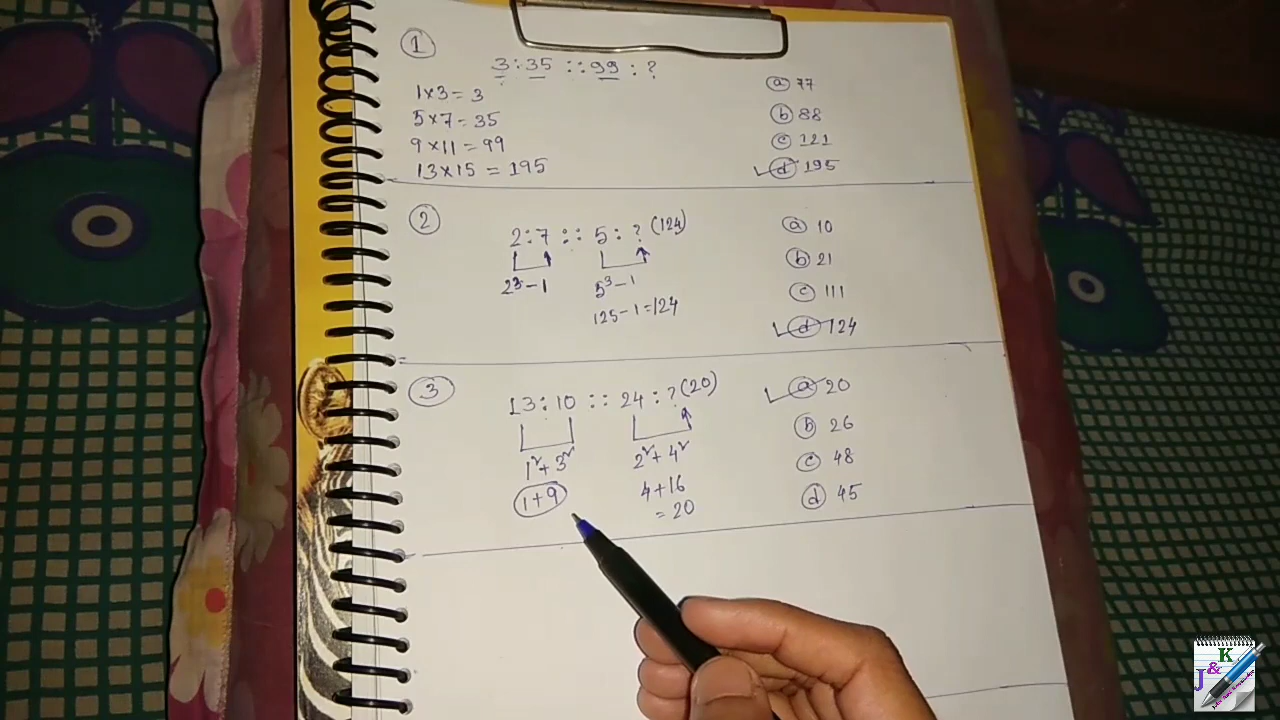 1
3 : 35 :: 99 : ?
1×3 = 3
5×7 = 35
9×11 = 99
13×15 = 195
a 77
b 88
c 121
d 195
2
2 : 7 :: 5 : ? (124)
2³-1 5³-1
125-1=124
a 10
b 21
c 111
d 124
3
13 : 10 :: 24 : ? (20)
1²+3² 2²+4²
1+9 4+16
= 20
a 20
b 26
c 48
d 45
J & K